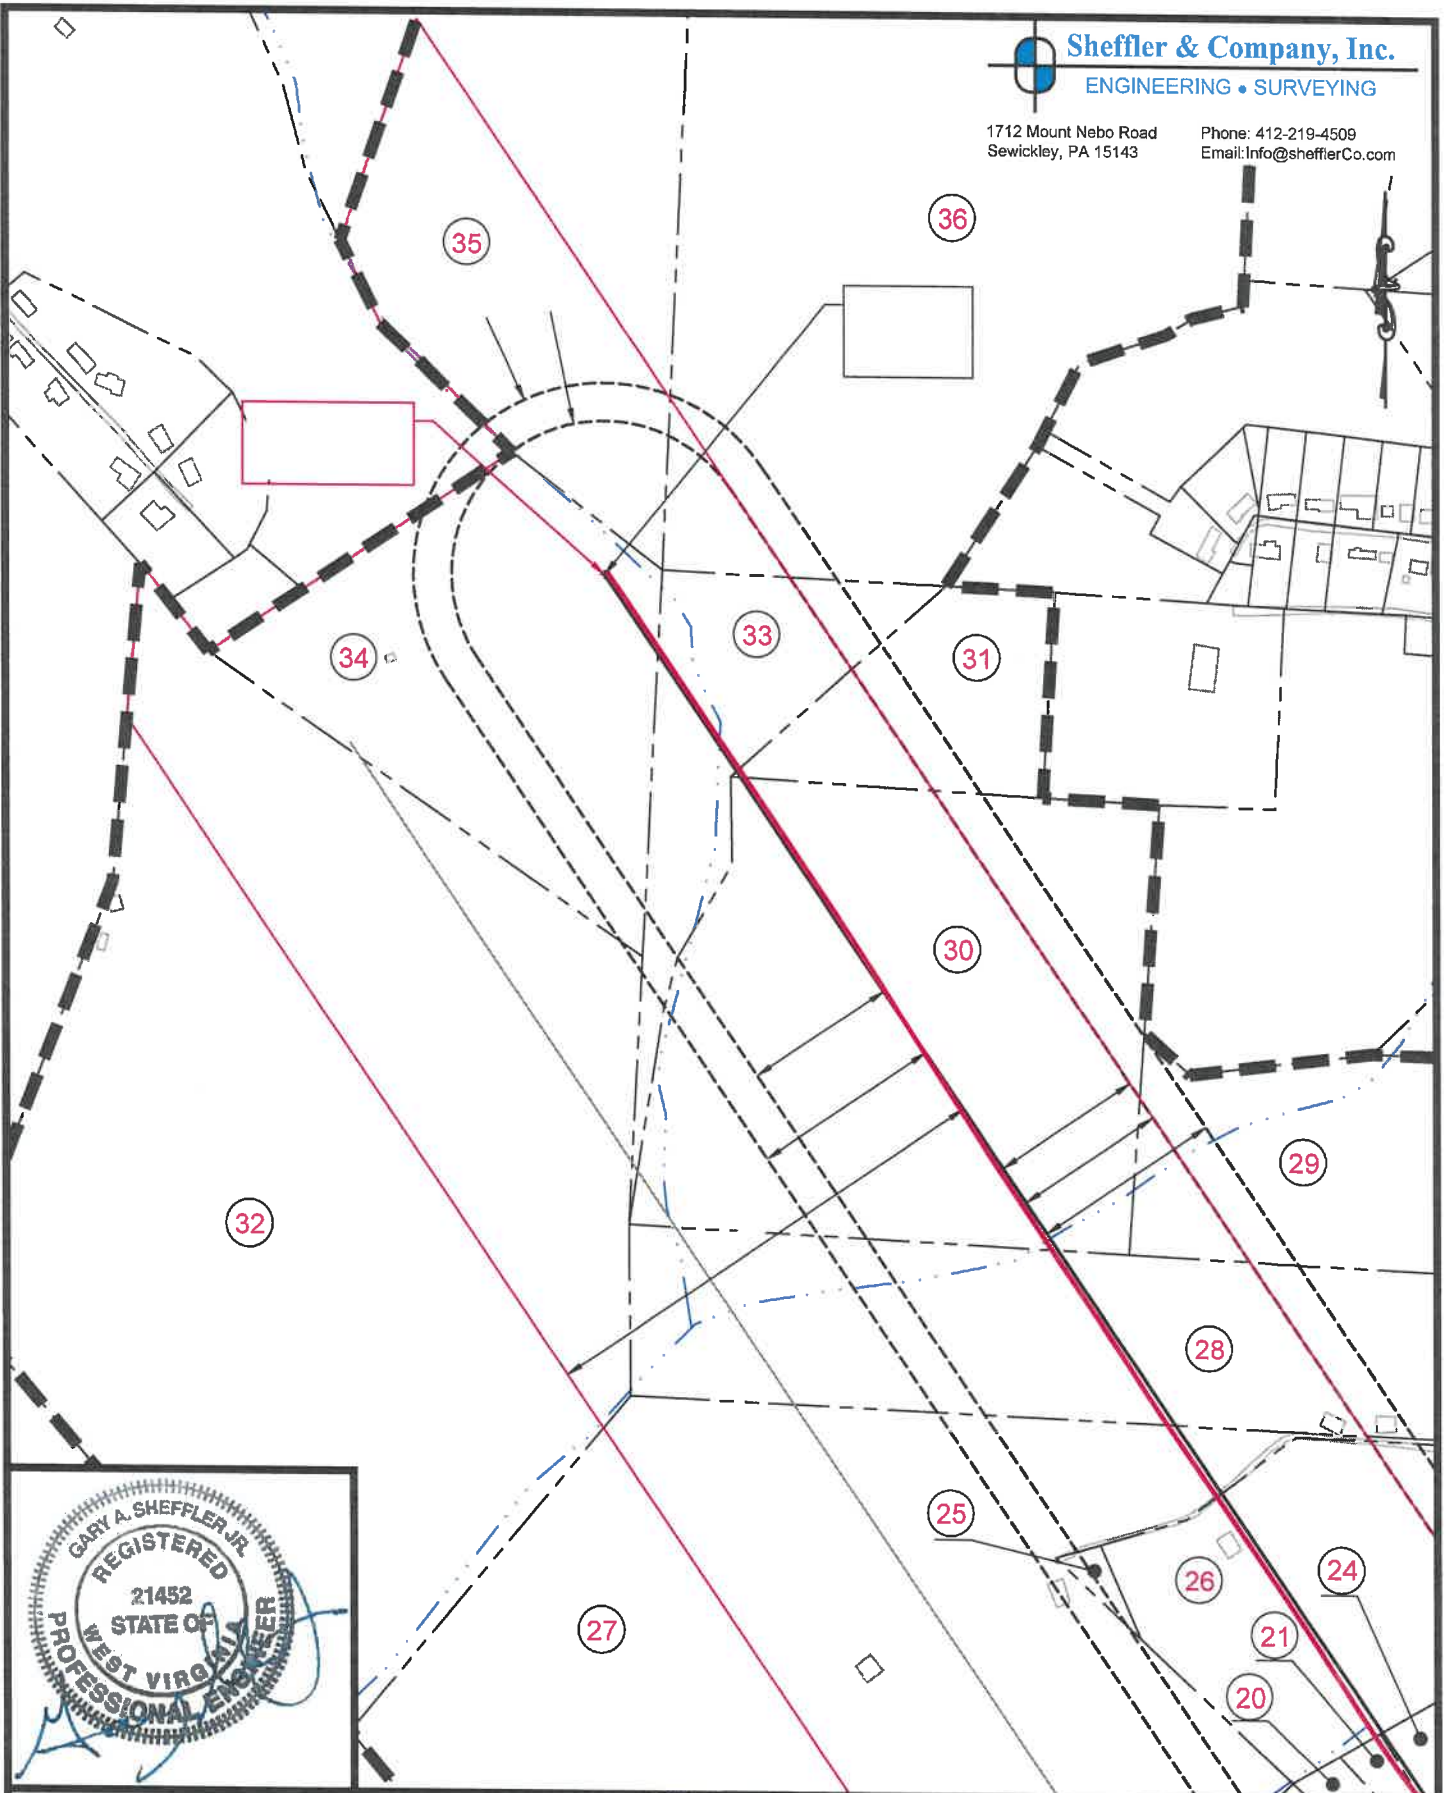 Sheffler & Company, Inc.
ENGINEERING • SURVEYING
1712 Mount Nebo Road
Sewickley, PA 15143
Phone: 412-219-4509
Email:Info@shefflerCo.com
36
35
33
31
34
30
29
32
28
25
26
24
27
21
20
GARY A. SHEFFLER JR.
REGISTERED
21452
STATE OF
WEST VIRGINIA
PROFESSIONAL ENGINEER